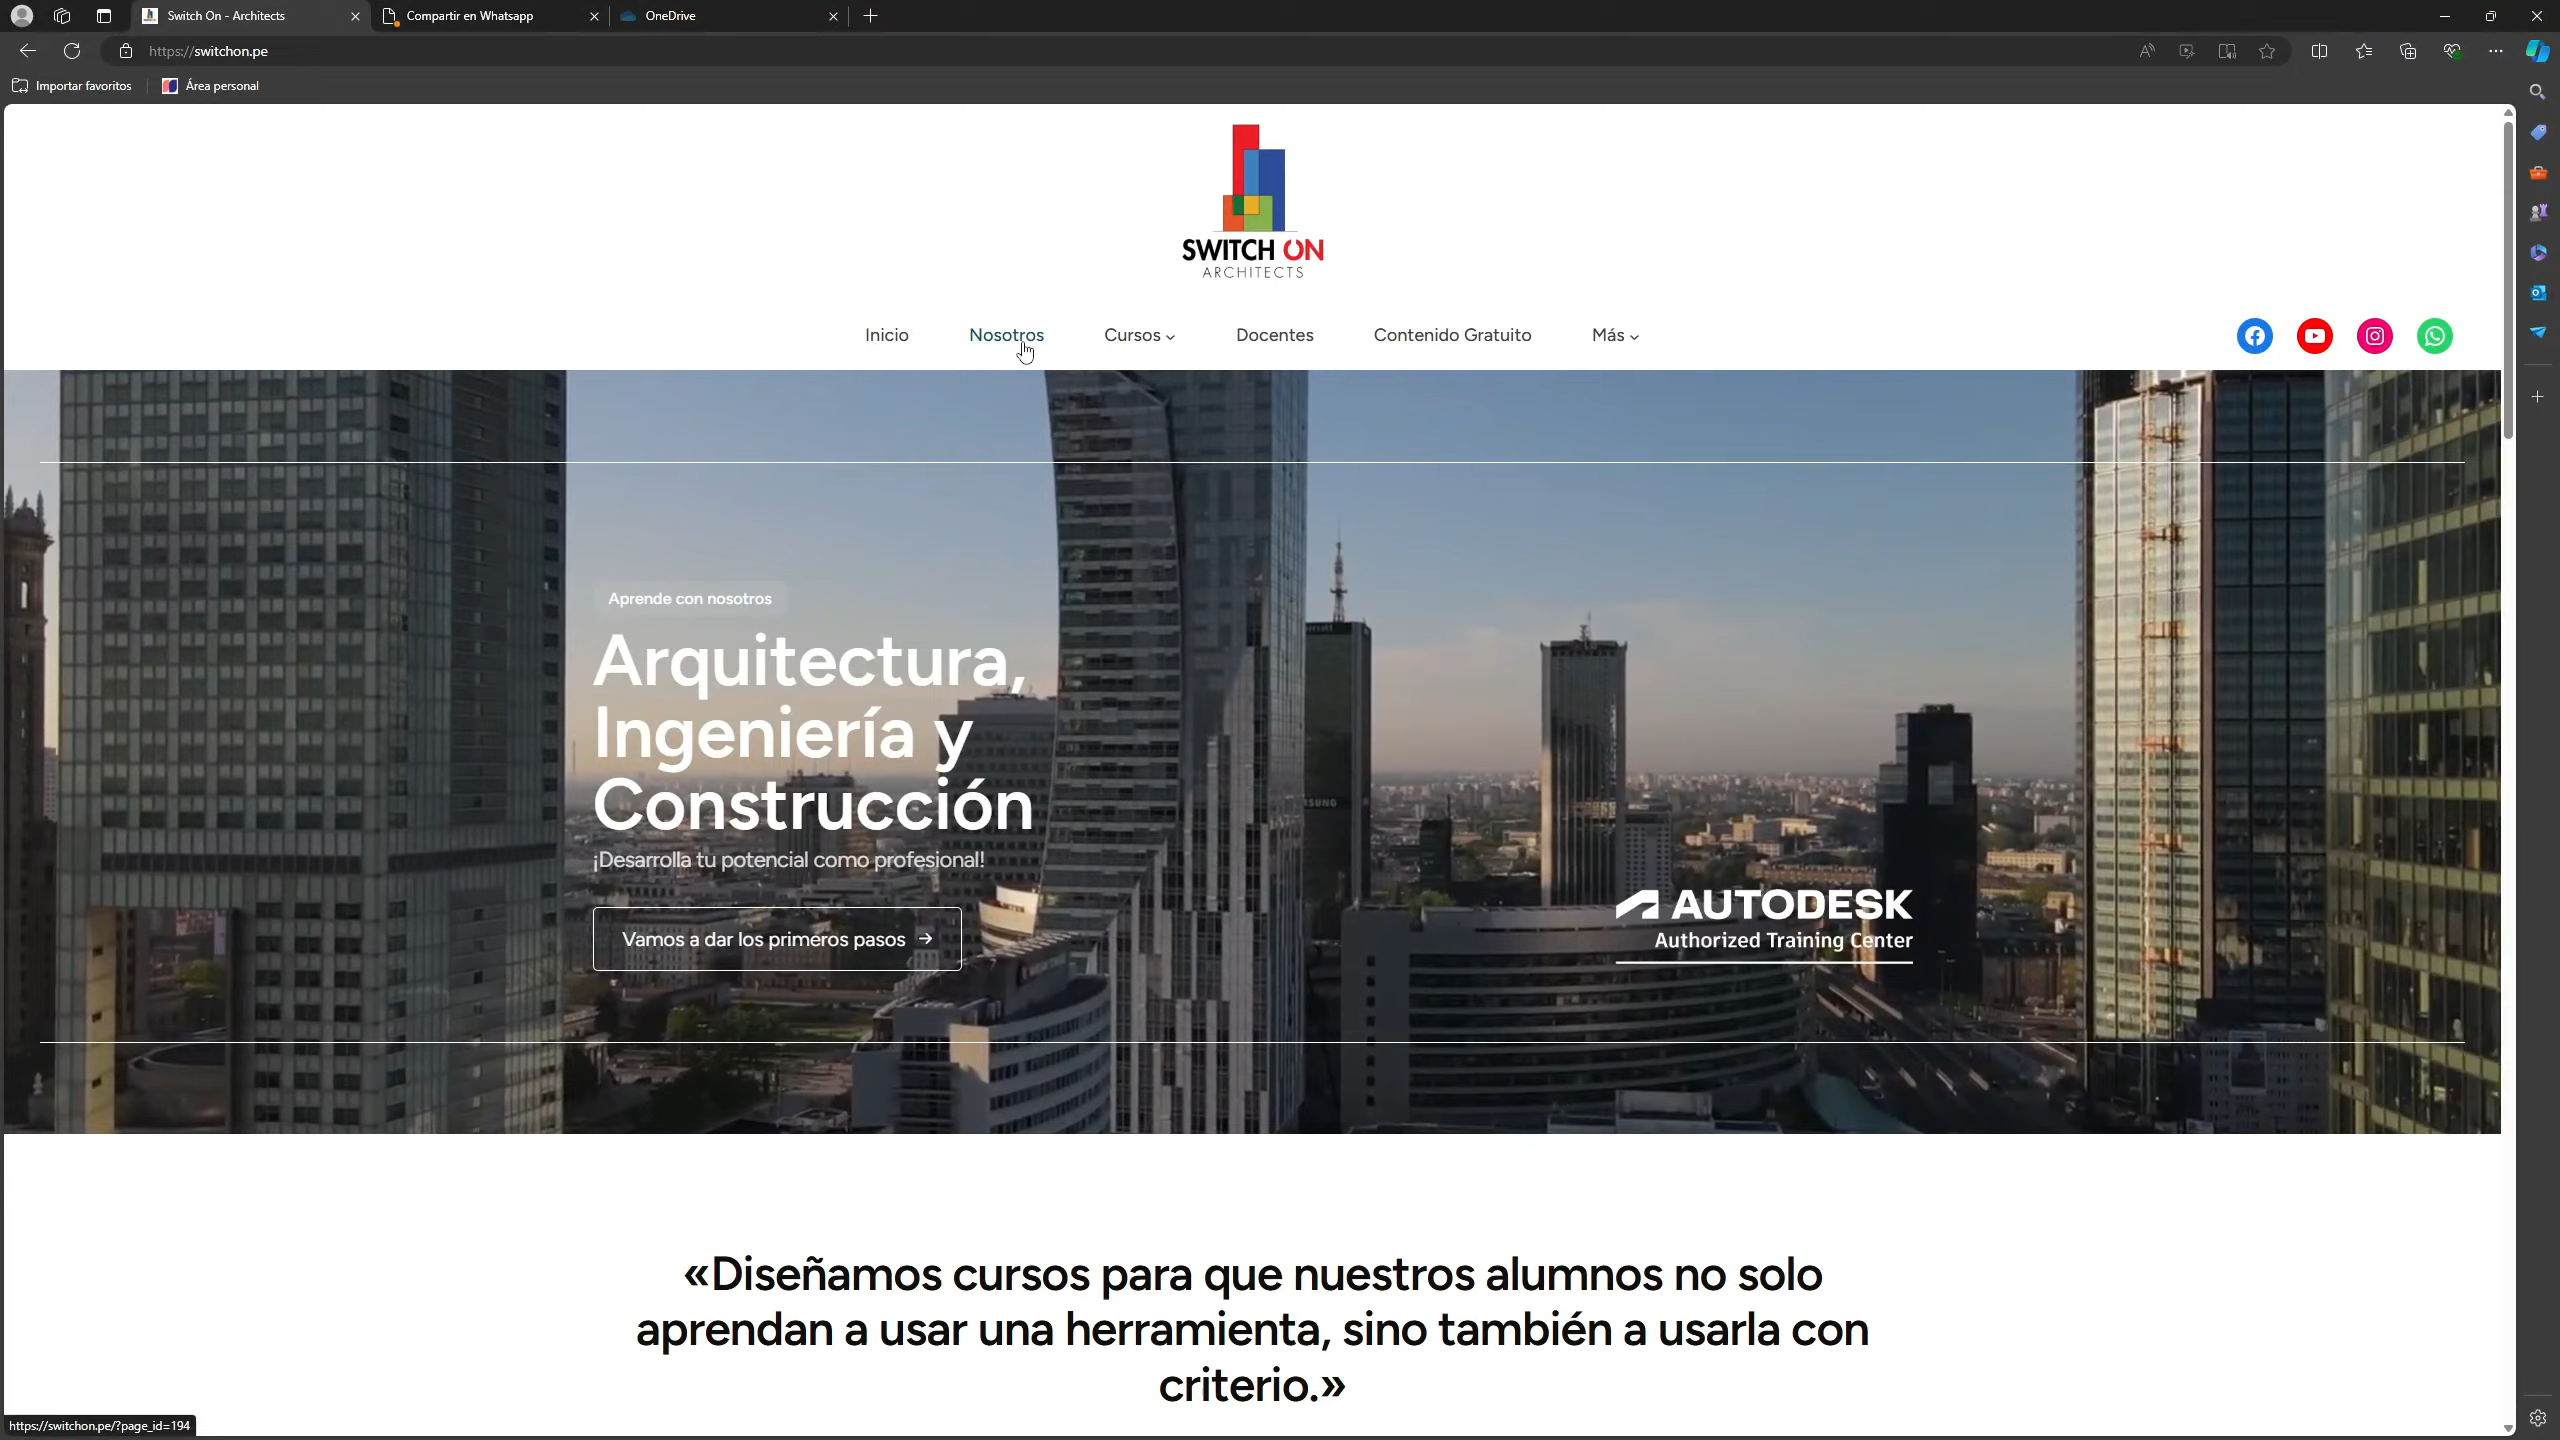 Switch On - Architects
Compartir en Whatsapp
OneDrive
https://switchon.pe
Importar favoritos
Área personal
SWITCH ON
ARCHITECTS
Inicio
Nosotros
Cursos
Docentes
Contenido Gratuito
Más
Aprende con nosotros
Arquitectura,
Ingeniería y
Construcción
¡Desarrolla tu potencial como profesional!
Vamos a dar los primeros pasos →
AUTODESK
Authorized Training Center
«Diseñamos cursos para que nuestros alumnos no solo
aprendan a usar una herramienta, sino también a usarla con
criterio.»
https://switchon.pe/?page_id=194